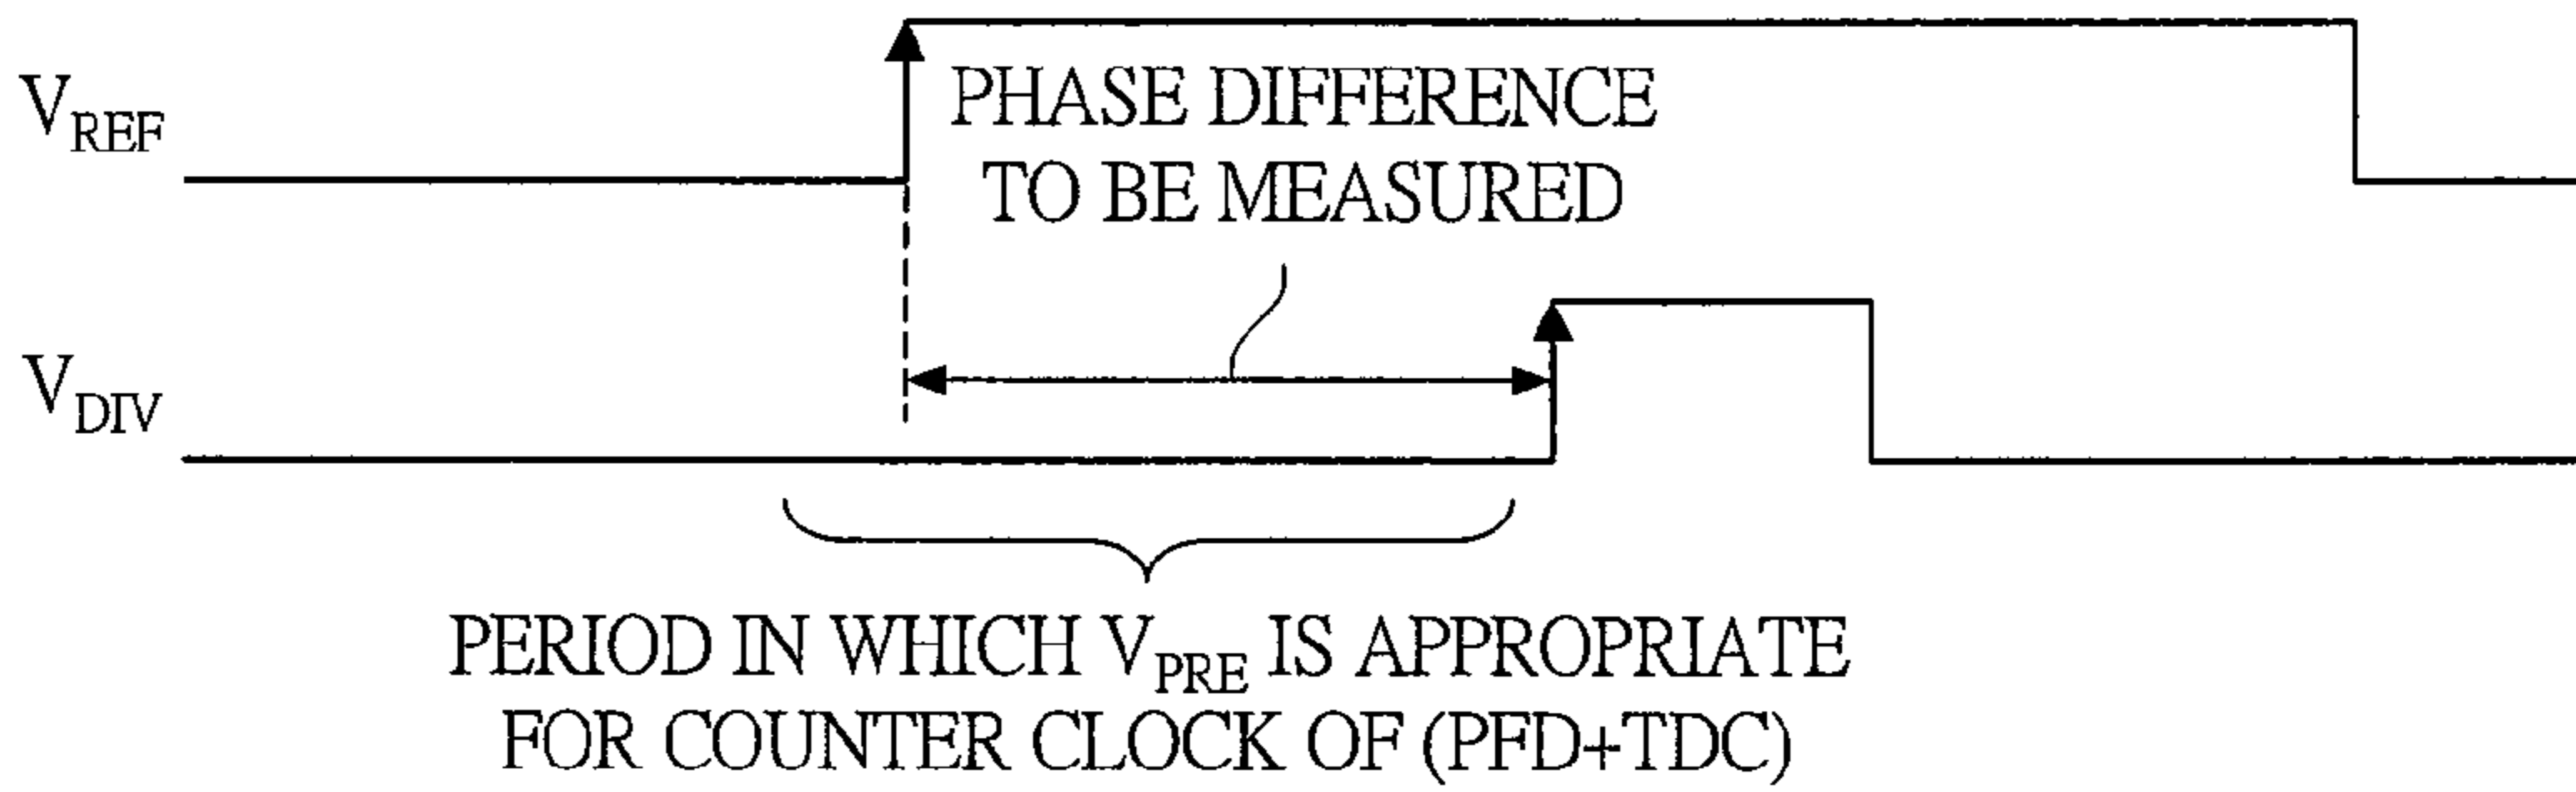 V_REF
PHASE DIFFERENCE
TO BE MEASURED
V_DIV
PERIOD IN WHICH V_PRE IS APPROPRIATE
FOR COUNTER CLOCK OF (PFD+TDC)